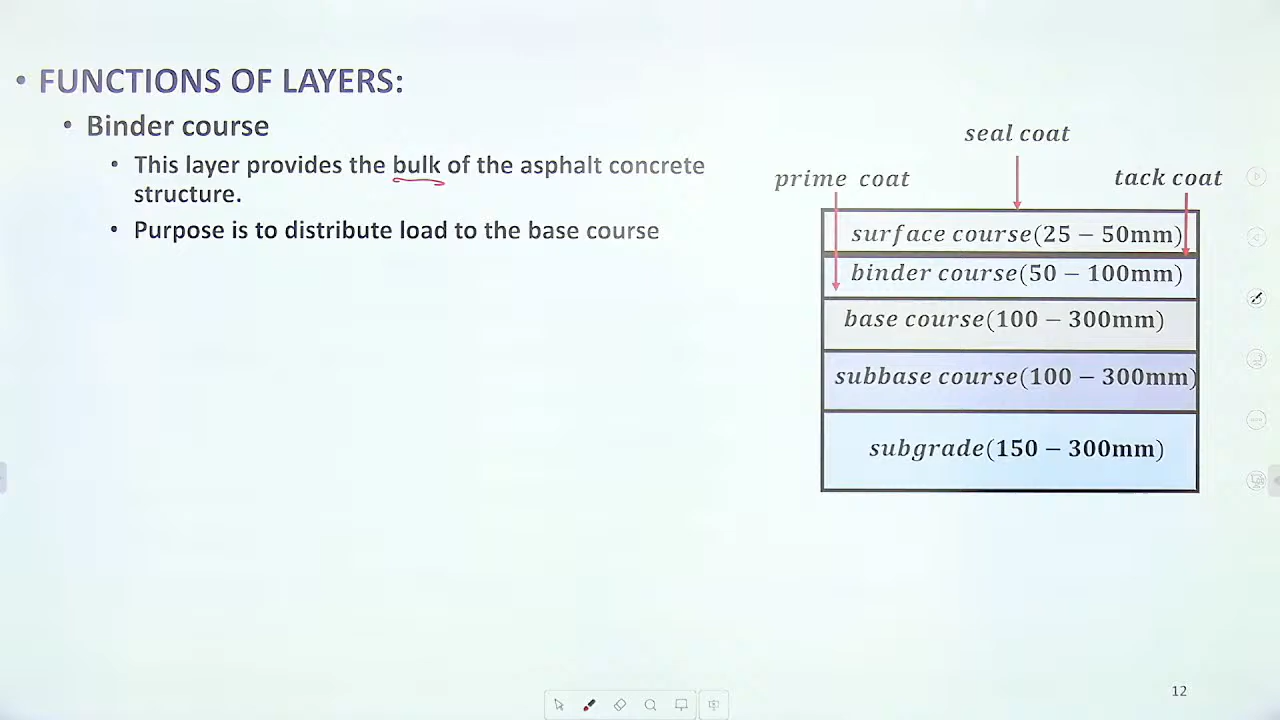 • FUNCTIONS OF LAYERS:
• Binder course
• This layer provides the bulk of the asphalt concrete
structure.
• Purpose is to distribute load to the base course
seal coat
prime coat
tack coat
surface course(25 − 50mm)
binder course(50 − 100mm)
base course(100 − 300mm)
subbase course(100 − 300mm)
subgrade(150 − 300mm)
12